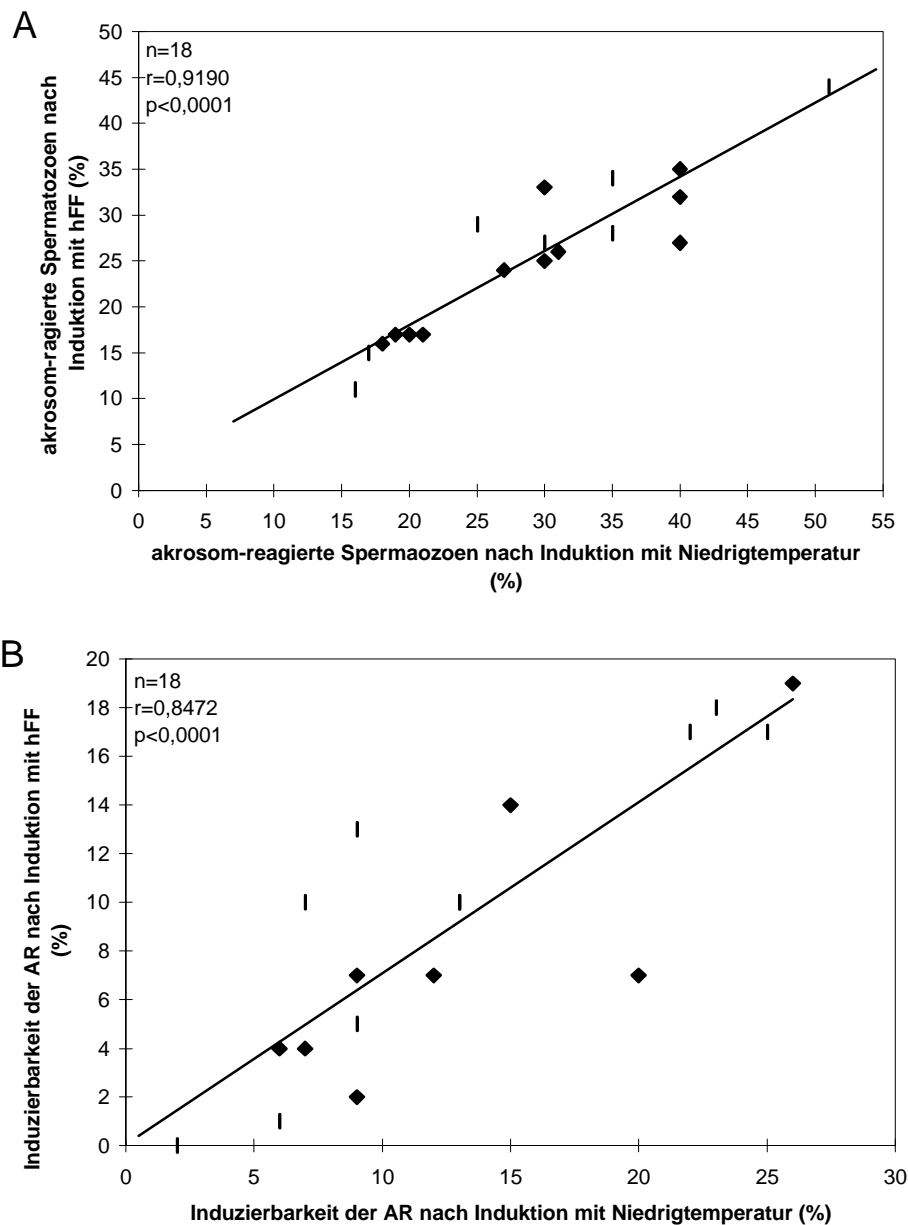 A
n=18
r=0,9190
p<0,0001
akrosom-ragierte Spermatozoen nach
Induktion mit hFF (%)
50
45
40
35
30
25
20
15
10
5
0
0 5 10 15 20 25 30 35 40 45 50 55
akrosom-reagierte Spermaozoen nach Induktion mit Niedrigtemperatur
(%)
B
n=18
r=0,8472
p<0,0001
Induzierbarkeit der AR nach Induktion mit hFF
(%)
20
18
16
14
12
10
8
6
4
2
0
0 5 10 15 20 25 30
Induzierbarkeit der AR nach Induktion mit Niedrigtemperatur (%)